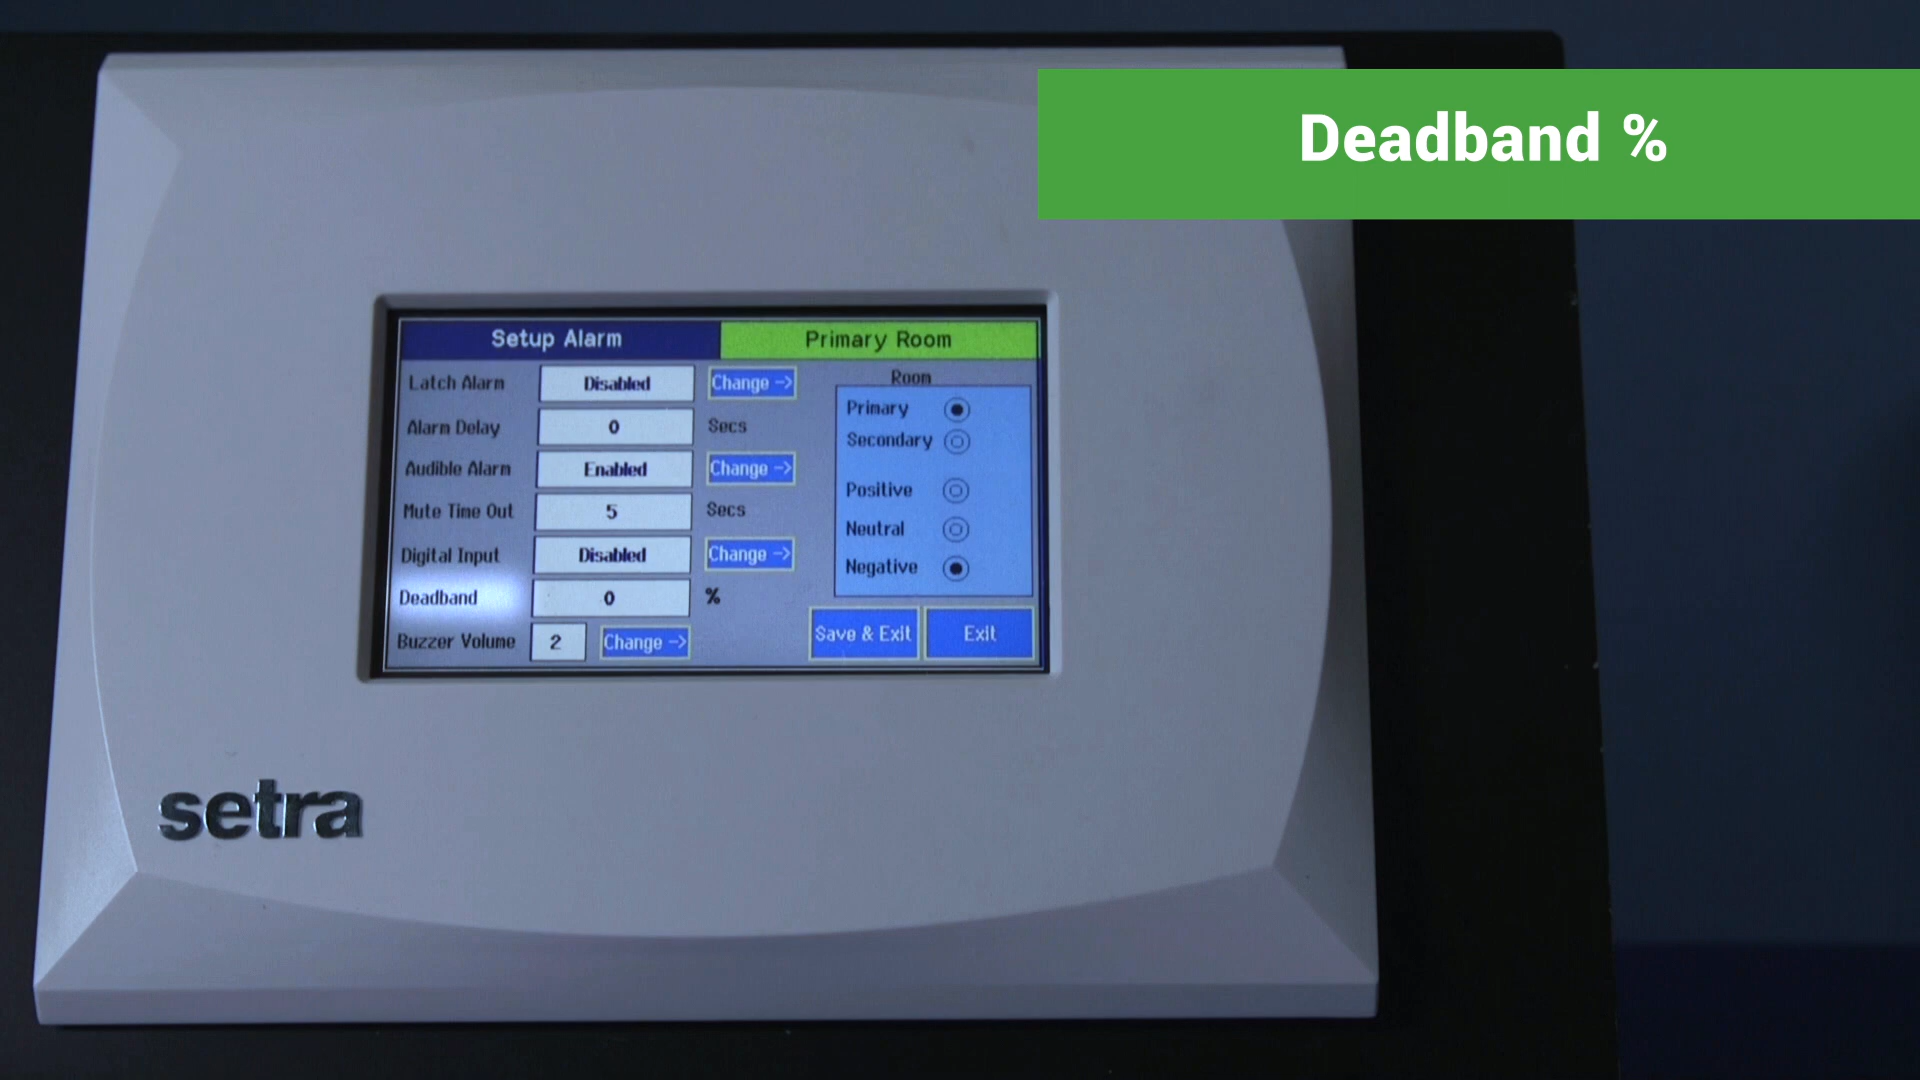 Deadband %
Setup Alarm
Primary Room
Latch Alarm Disabled Change ->
Alarm Delay 0 Secs
Audible Alarm Enabled Change ->
Mute Time Out 5 Secs
Digital Input Disabled Change ->
Deadband 0 %
Buzzer Volume 2 Change ->
Room
Primary
Secondary
Positive
Neutral
Negative
Save & Exit
Exit
setra